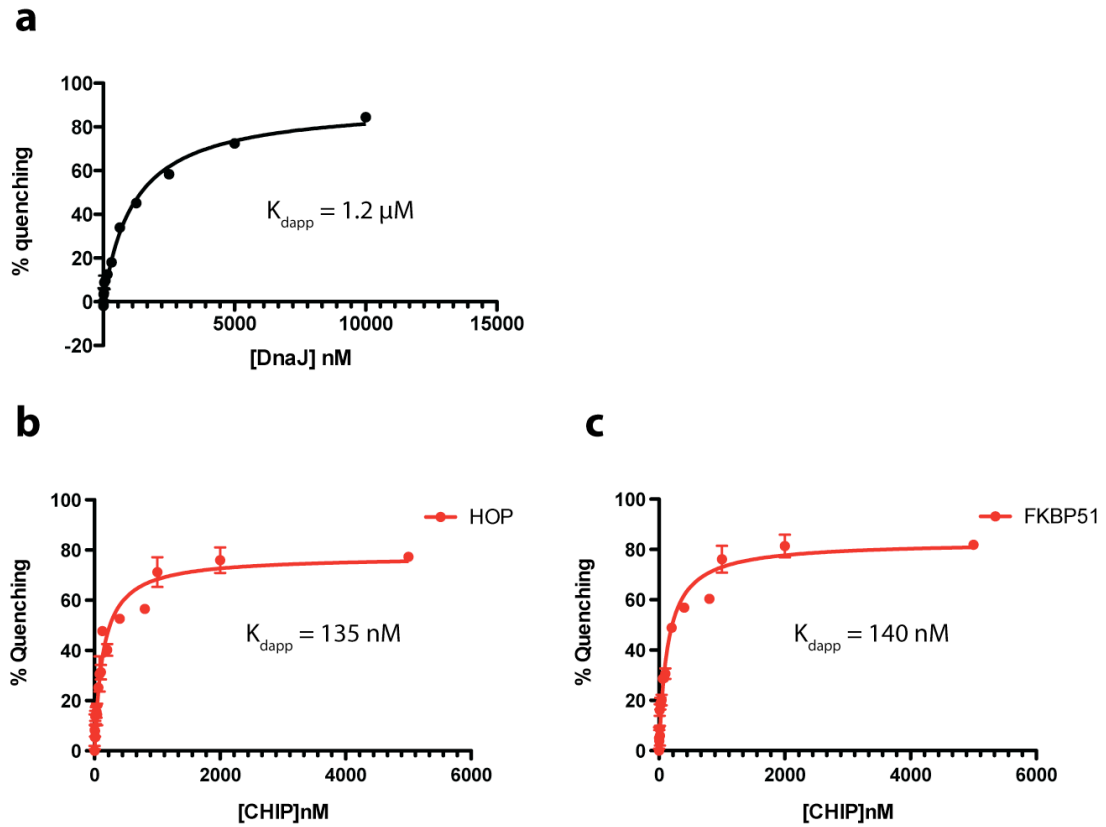 a
100
80
60
40
20
0
-20
% quenching
K_dapp = 1.2 µM
5000 10000 15000
[DnaJ] nM
b
100
80
60
40
20
0
% Quenching
HOP
K_dapp = 135 nM
0 2000 4000 6000
[CHIP]nM
c
100
80
60
40
20
0
% Quenching
FKBP51
K_dapp = 140 nM
0 2000 4000 6000
[CHIP]nM